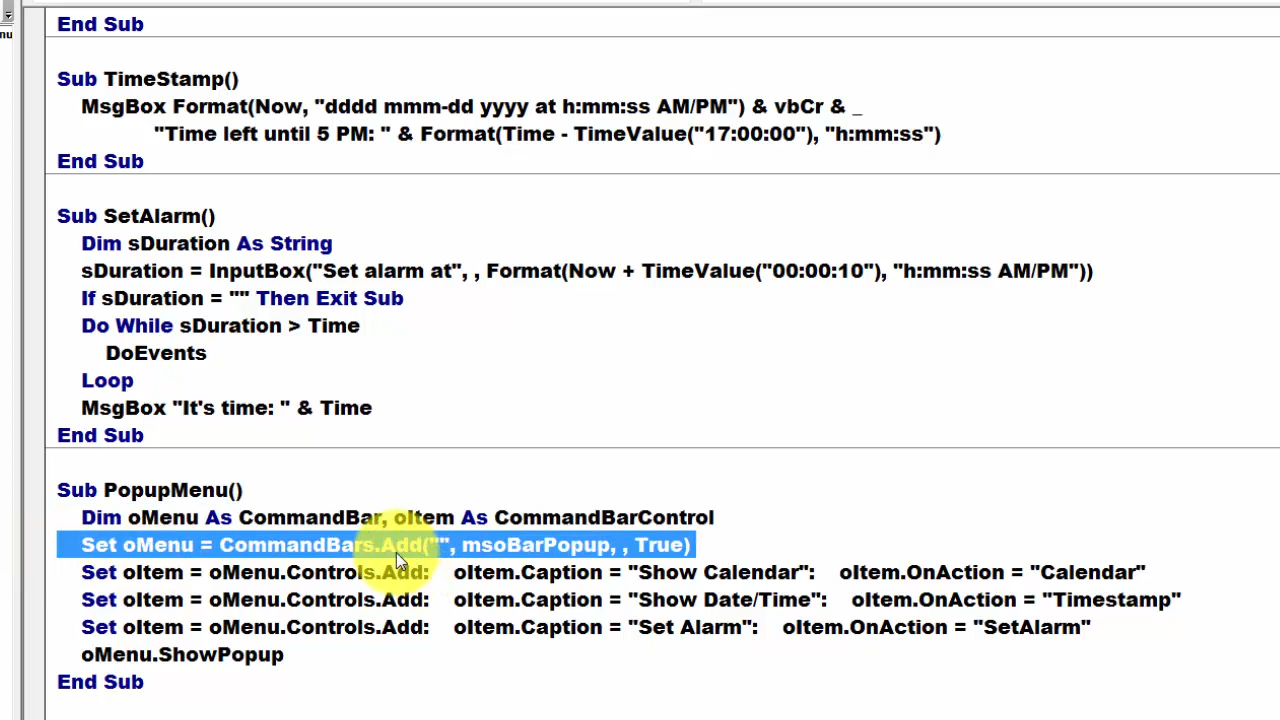 nu
End Sub
Sub TimeStamp()
MsgBox Format(Now, "dddd mmm-dd yyyy at h:mm:ss AM/PM") & vbCr & _
"Time left until 5 PM: " & Format(Time - TimeValue("17:00:00"), "h:mm:ss")
End Sub
Sub SetAlarm()
Dim sDuration As String
sDuration = InputBox("Set alarm at", , Format(Now + TimeValue("00:00:10"), "h:mm:ss AM/PM"))
If sDuration = "" Then Exit Sub
Do While sDuration > Time
DoEvents
Loop
MsgBox "It's time: " & Time
End Sub
Sub PopupMenu()
Dim oMenu As CommandBar, oItem As CommandBarControl
Set oMenu = CommandBars.Add("", msoBarPopup, , True)
Set oItem = oMenu.Controls.Add:    oItem.Caption = "Show Calendar":    oItem.OnAction = "Calendar"
Set oItem = oMenu.Controls.Add:    oItem.Caption = "Show Date/Time":    oItem.OnAction = "Timestamp"
Set oItem = oMenu.Controls.Add:    oItem.Caption = "Set Alarm":    oItem.OnAction = "SetAlarm"
oMenu.ShowPopup
End Sub